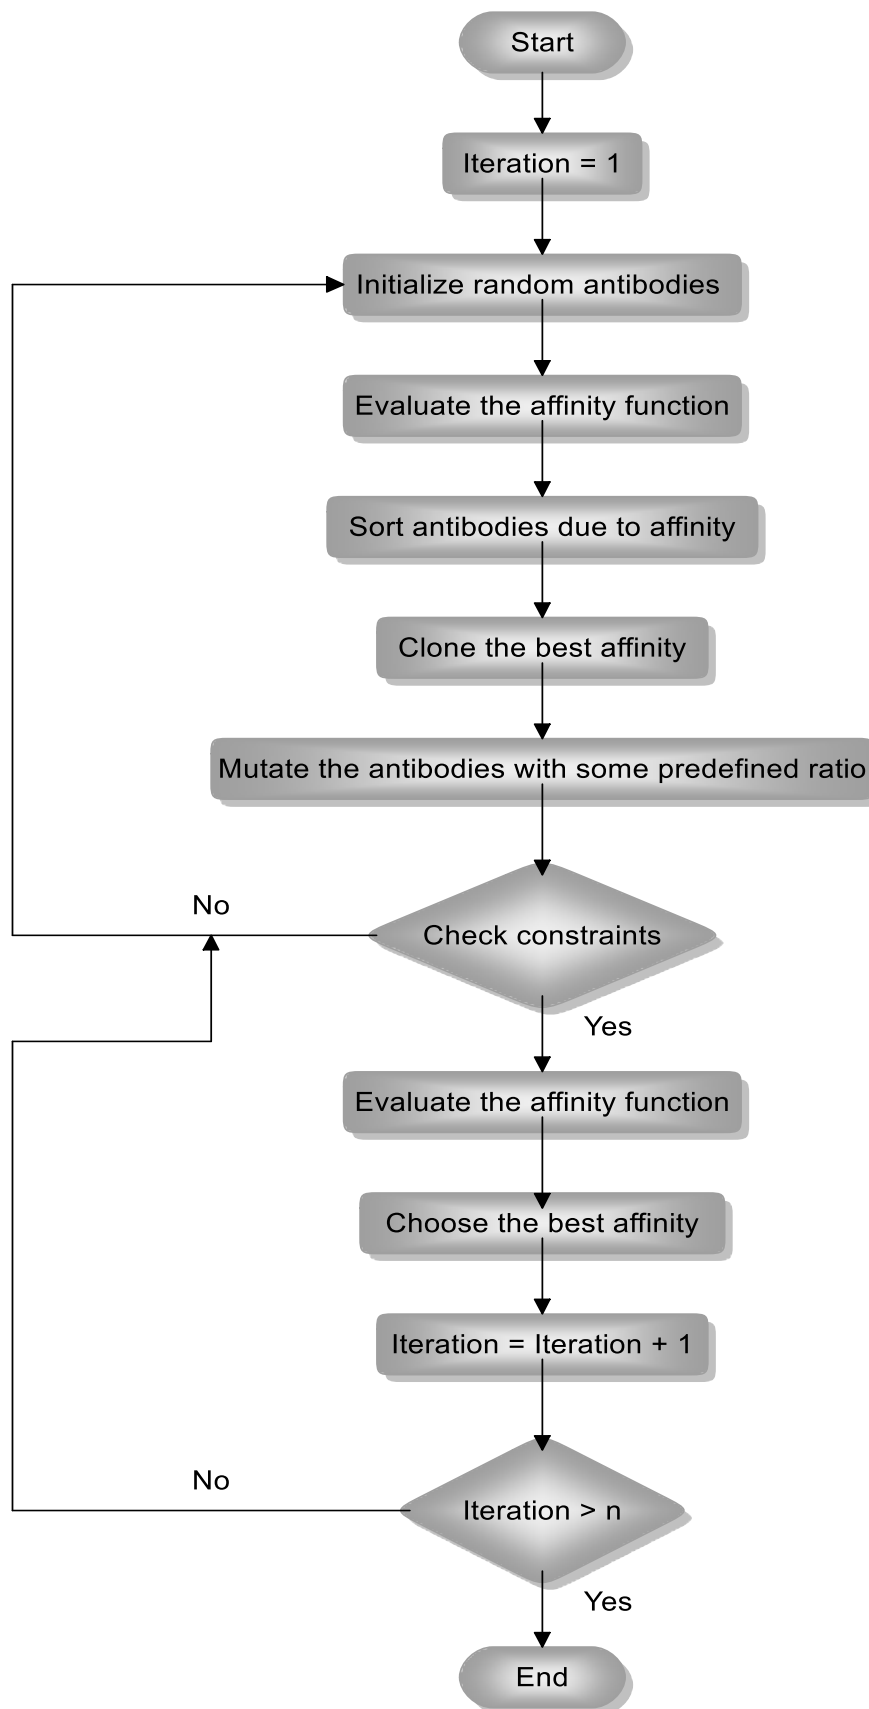 Start
Iteration = 1
Initialize random antibodies
Evaluate the affinity function
Sort antibodies due to affinity
Clone the best affinity
Mutate the antibodies with some predefined ratio
No
Check constraints
Yes
Evaluate the affinity function
Choose the best affinity
Iteration = Iteration + 1
No
Iteration > n
Yes
End